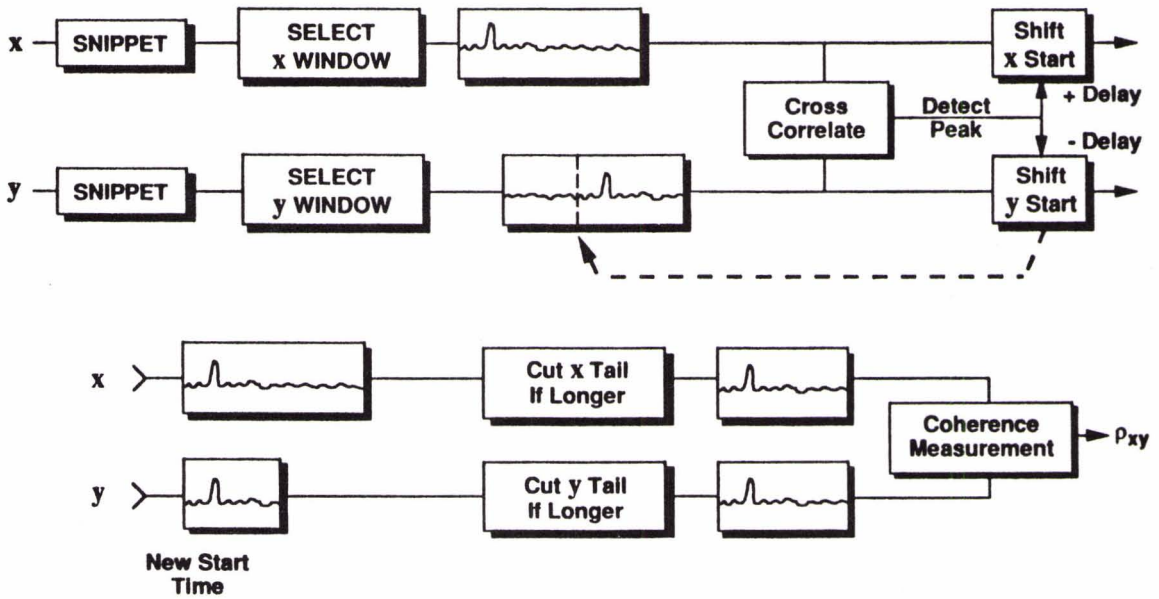 x
SNIPPET
SELECT
x WINDOW
Shift
x Start
+ Delay
Cross
Correlate
Detect
Peak
- Delay
y
SNIPPET
SELECT
y WINDOW
Shift
y Start
x
Cut x Tail
If Longer
Coherence
Measurement
ρxy
y
Cut y Tail
If Longer
New Start
Time